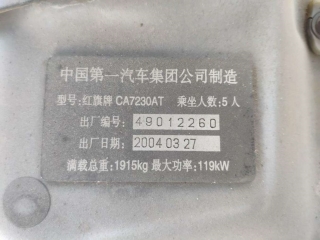 中国第一汽车集团公司制造
型号:红旗牌 CA7230AT 乘坐人数:5人
出厂编号: 49012260
出厂日期: 2004 03 27
满载总重:1915kg 最大功率:119kW